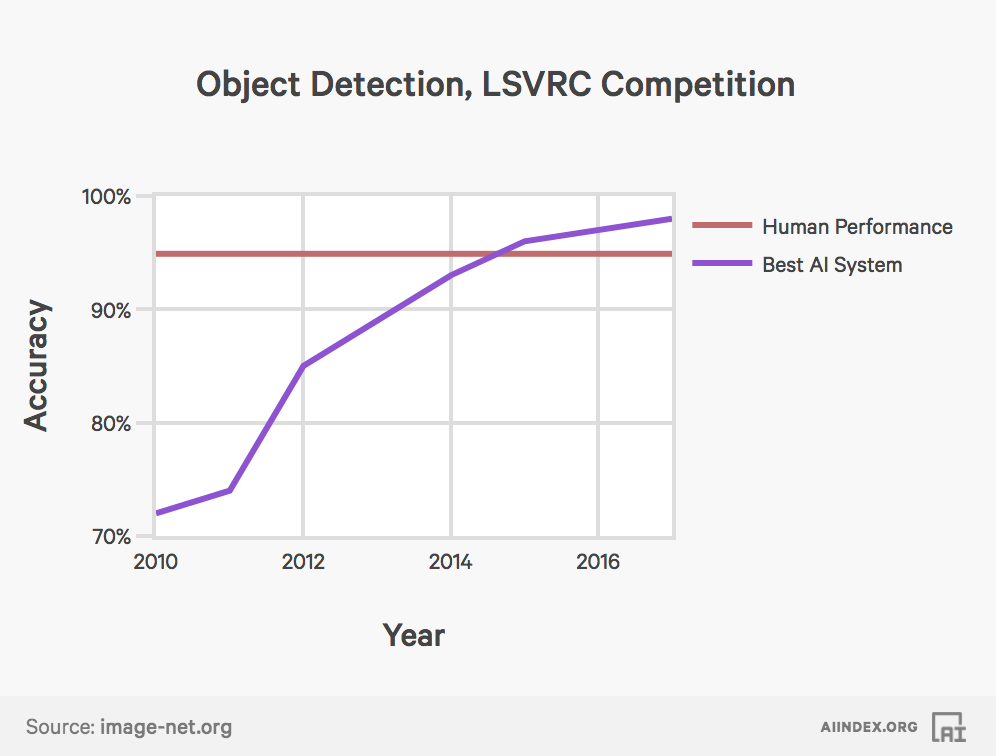 Object Detection, LSVRC Competition
100%
90%
80%
70%
Accuracy
2010 2012 2014 2016
Year
Human Performance
Best AI System
Source: image-net.org
AIINDEX.ORG AI